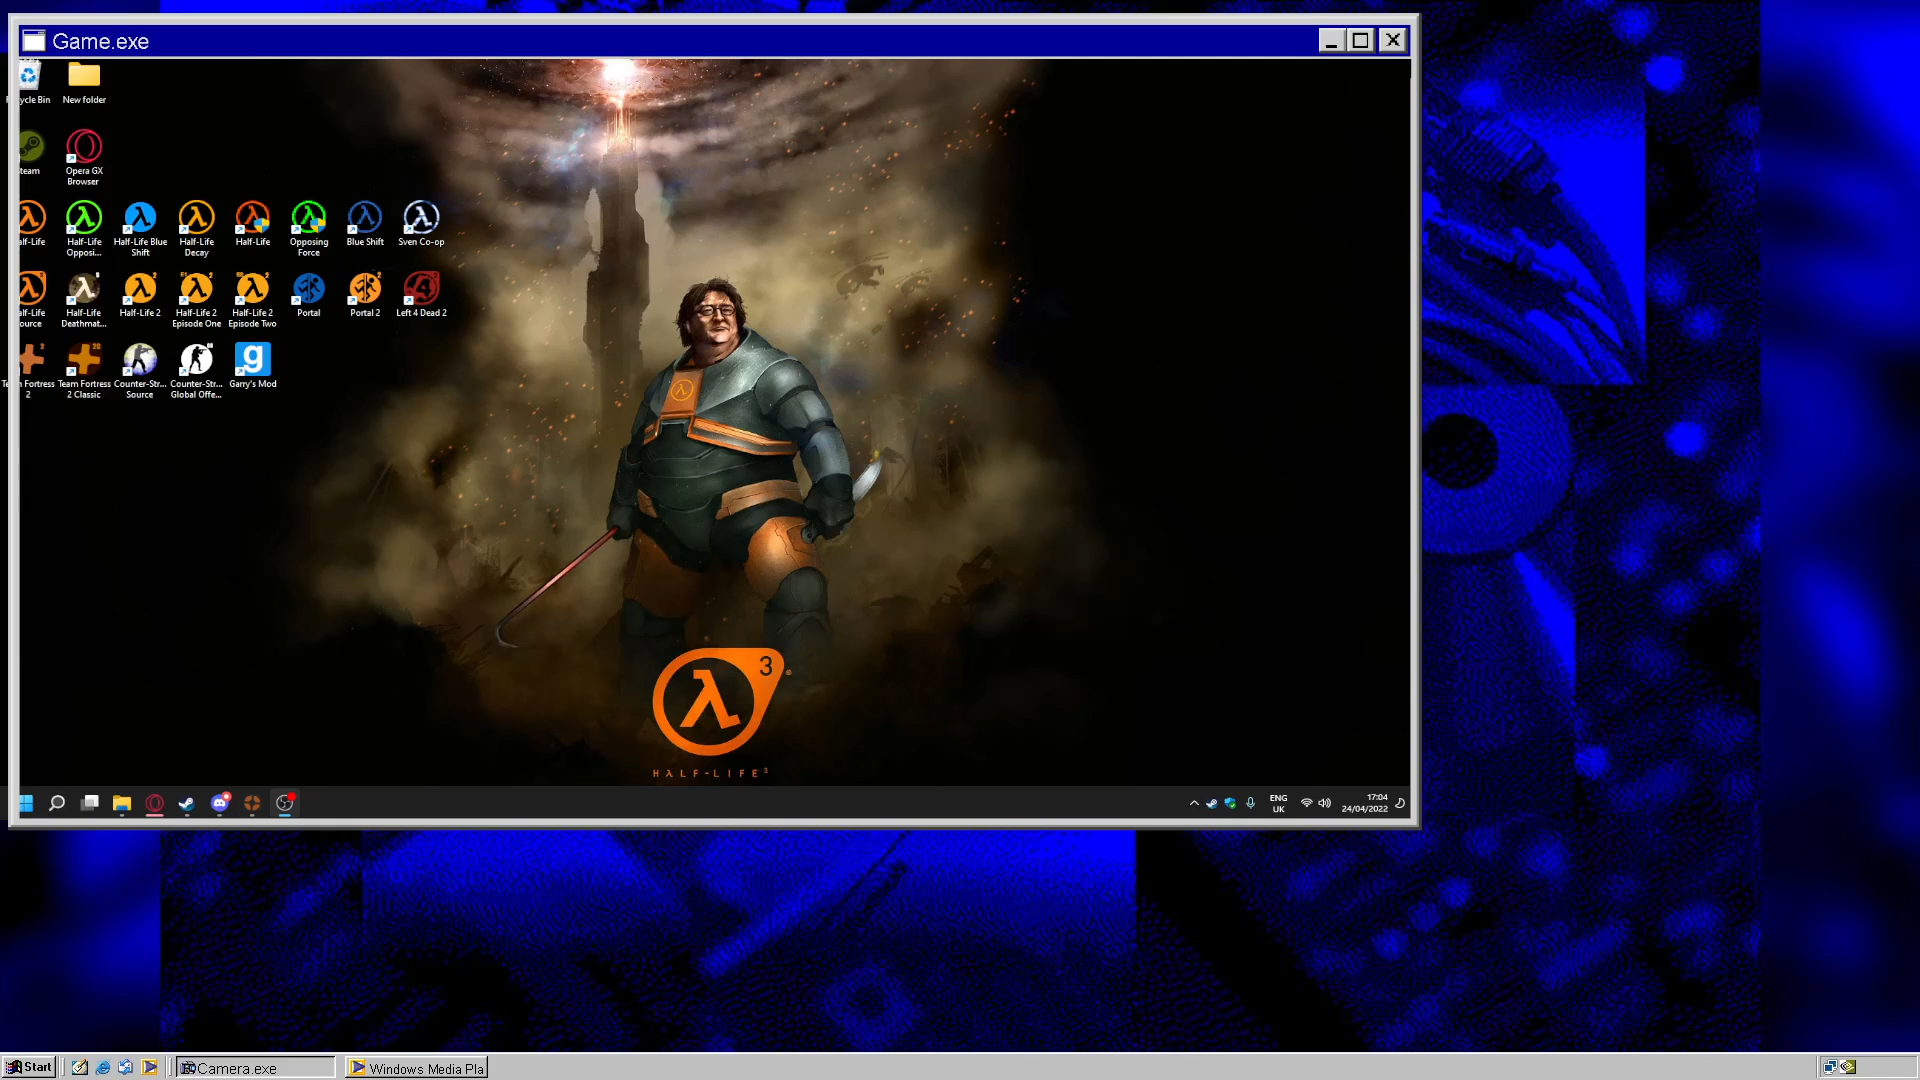 Game.exe
ycle Bin
New folder
team
Opera GX
Browser
alf-Life
Half-Life
Opposi...
Half-Life Blue
Shift
Half-Life
Decay
Half-Life
Opposing
Force
Blue Shift
Sven Co-op
alf-Life
ource
Half-Life
Deathmat...
Half-Life 2
Half-Life 2
Episode One
Half-Life 2
Episode Two
Portal
Portal 2
Left 4 Dead 2
Team Fortress
2
Team Fortress
2 Classic
Counter-Str...
Source
Counter-Str...
Global Offe...
g
Garry's Mod
3
HλLF-LIFE³
ENG
UK
17:04
24/04/2022
Start
Camera.exe
Windows Media Pla